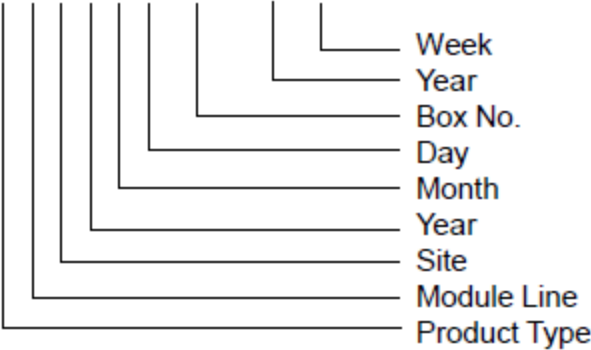 Week
Year
Box No.
Day
Month
Year
Site
Module Line
Product Type